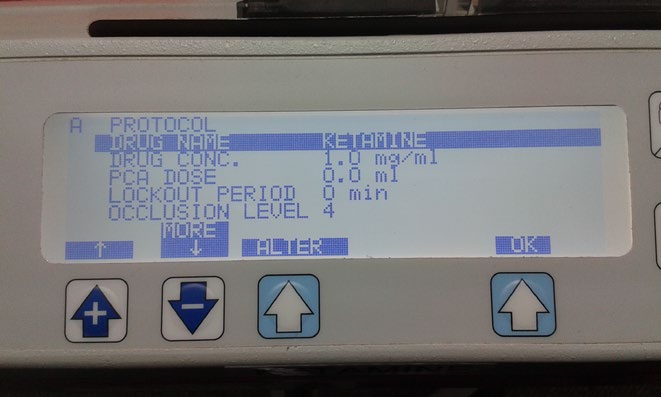 A PROTOCOL
DRUG NAME KETAMINE
DRUG CONC. 1.0 mg/ml
PCA DOSE 0.0 ml
LOCKOUT PERIOD 0 min
OCCLUSION LEVEL 4
MORE
↑ ↓ ALTER OK
+ −